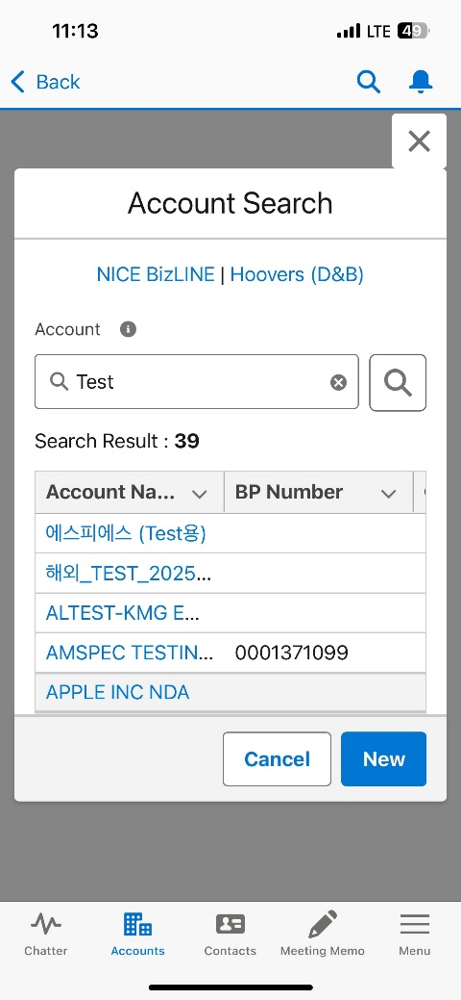 11:13 LTE 49
Back
Account Search
NICE BizLINE | Hoovers (D&B)
Account
Test
Search Result : 39
Account Na... BP Number
에스피에스 (Test용)
해외_TEST_2025...
ALTEST-KMG E...
AMSPEC TESTIN... 0001371099
APPLE INC NDA
Cancel New
Chatter Accounts Contacts Meeting Memo Menu